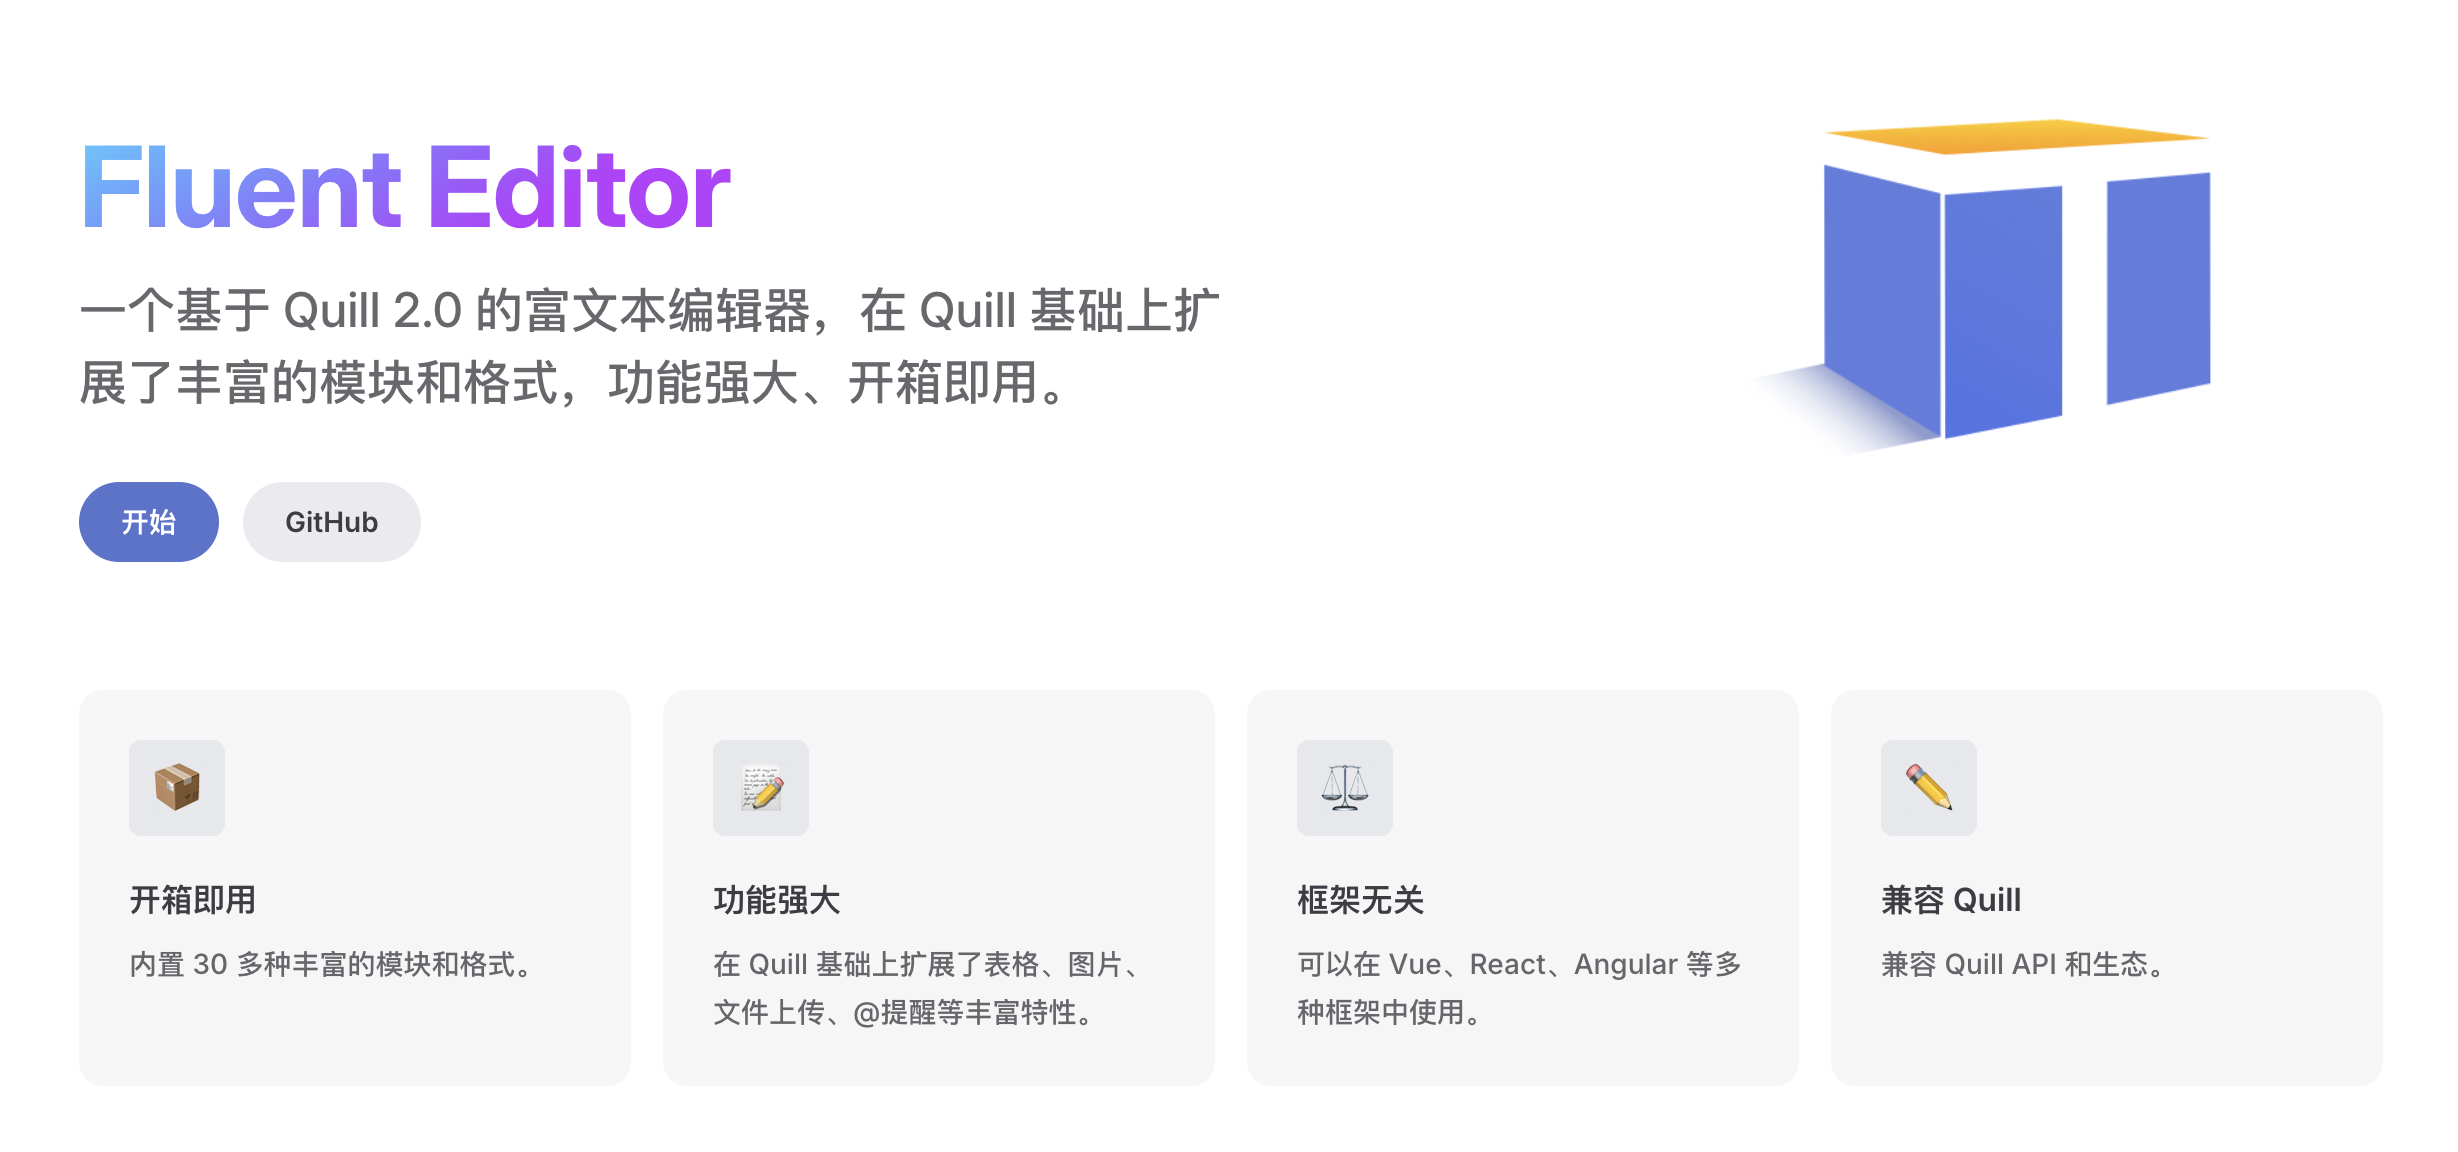 Fluent Editor
一个基于 Quill 2.0 的富文本编辑器，在 Quill 基础上扩
展了丰富的模块和格式，功能强大、开箱即用。
开始
GitHub
开箱即用
内置 30 多种丰富的模块和格式。
功能强大
在 Quill 基础上扩展了表格、图片、
文件上传、@提醒等丰富特性。
框架无关
可以在 Vue、React、Angular 等多
种框架中使用。
兼容 Quill
兼容 Quill API 和生态。